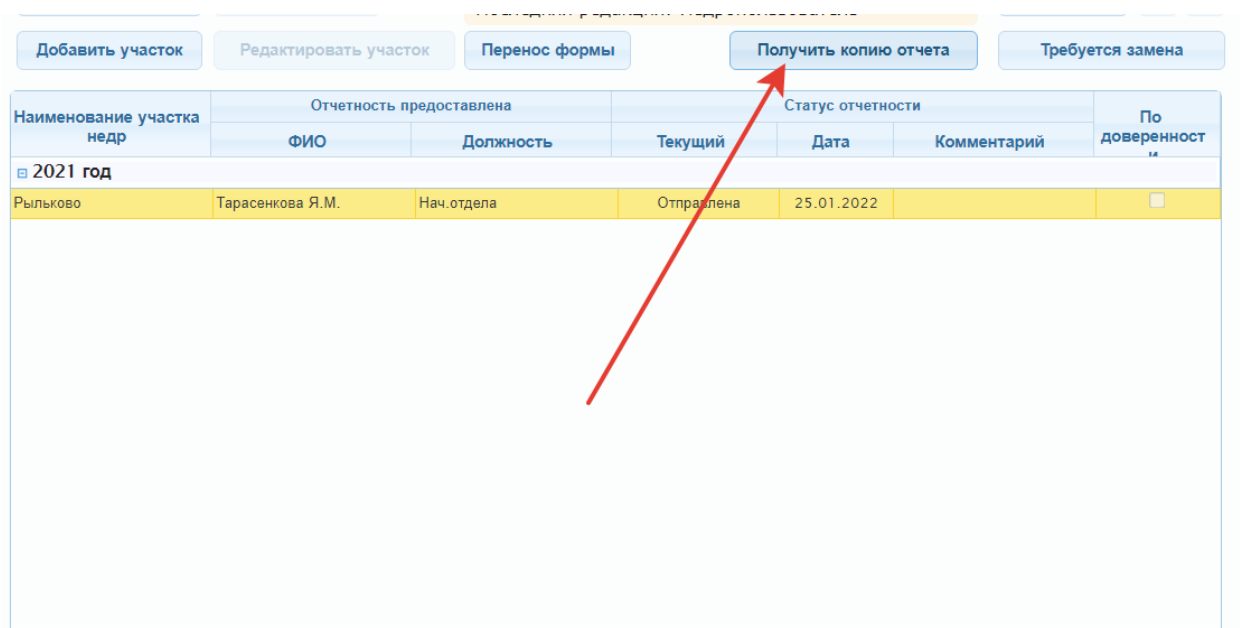 Добавить участок Редактировать участок Перенос формы Получить копию отчета Требуется замена
Наименование участка недр Отчетность предоставлена Статус отчетности По доверенност и
ФИО Должность Текущий Дата Комментарий
2021 год
Рыльково Тарасенкова Я.М. Нач.отдела Отправлена 25.01.2022